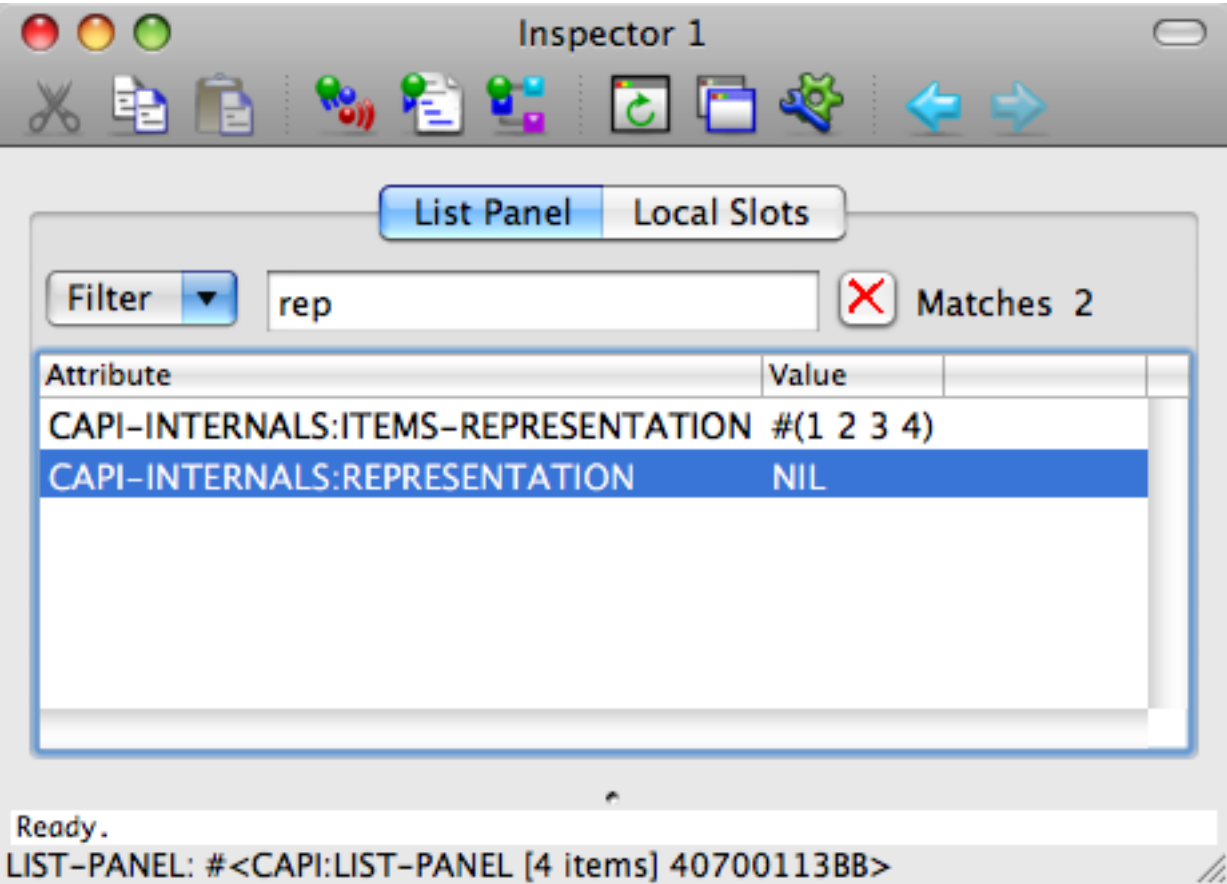 Inspector 1
List Panel Local Slots
Filter rep Matches 2
Attribute Value
CAPI-INTERNALS:ITEMS-REPRESENTATION #(1 2 3 4)
CAPI-INTERNALS:REPRESENTATION NIL
Ready.
LIST-PANEL: #<CAPI:LIST-PANEL [4 items] 40700113BB>